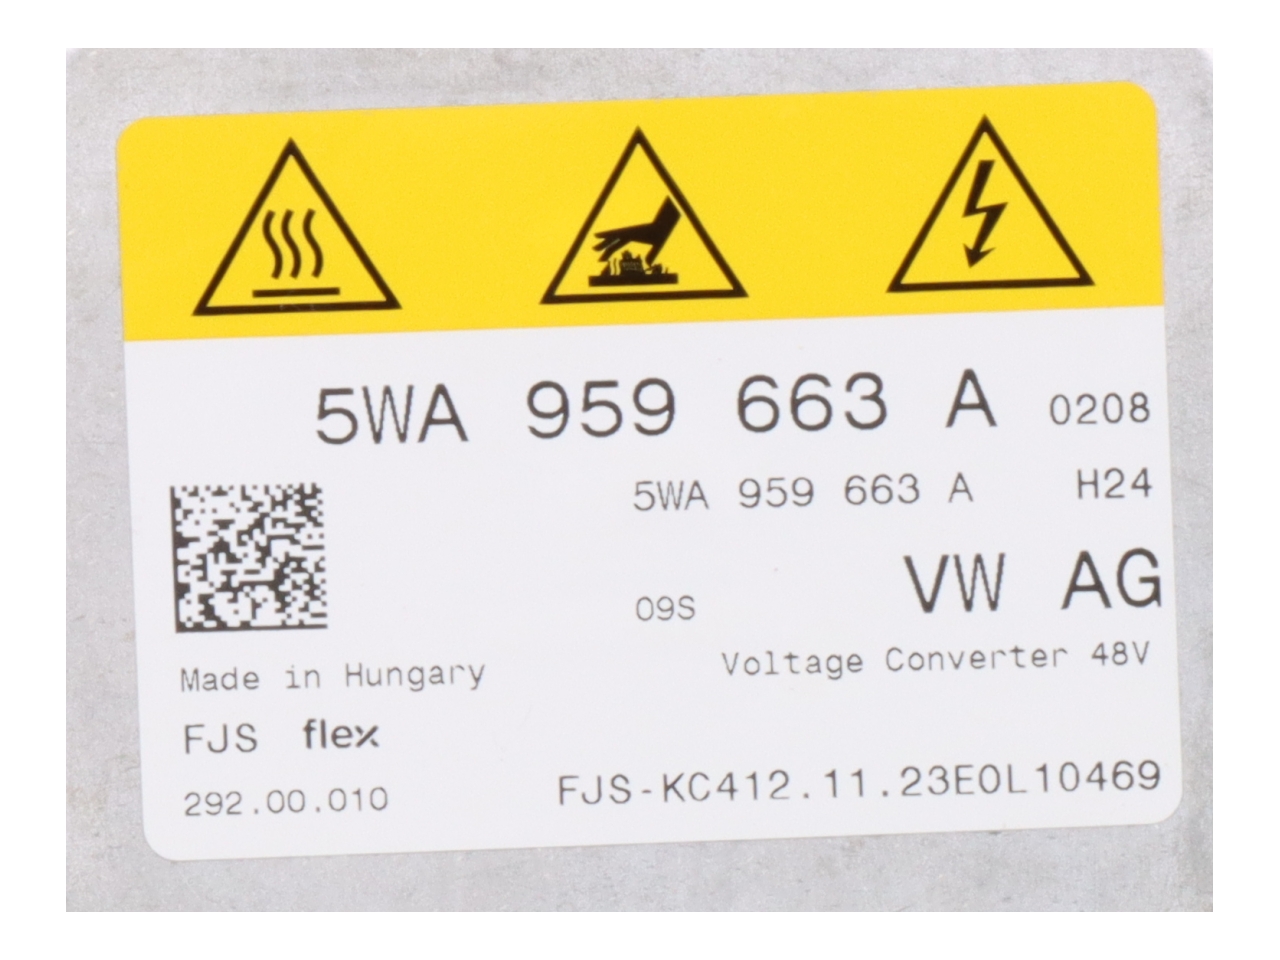 5WA 959 663 A 0208
5WA 959 663 A H24
VW AG
09S
Voltage Converter 48V
Made in Hungary
FJS flex
292.00.010
FJS-KC412.11.23E0L10469